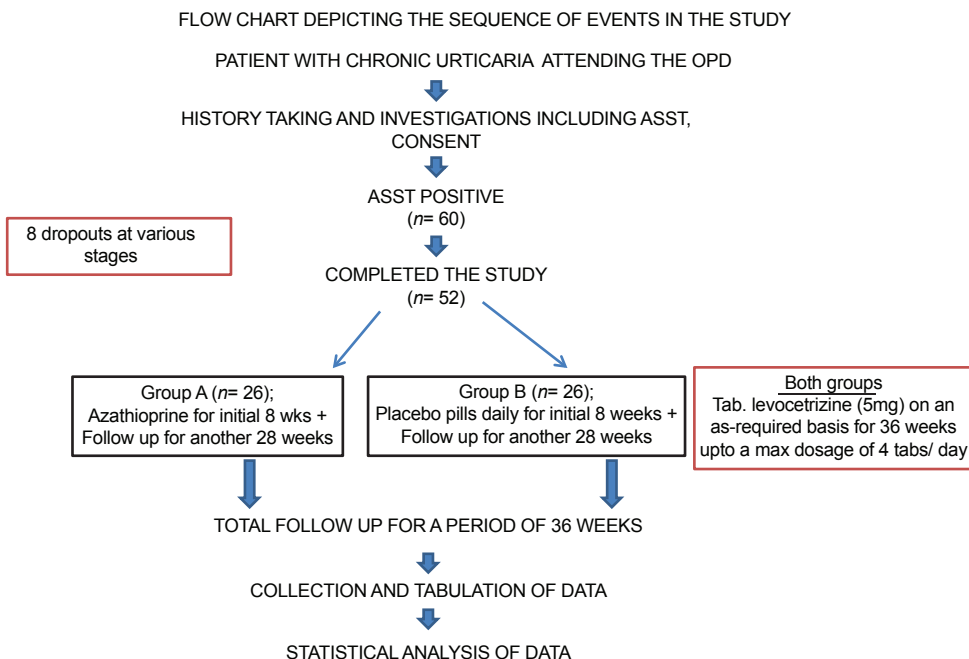 FLOW CHART DEPICTING THE SEQUENCE OF EVENTS IN THE STUDY
PATIENT WITH CHRONIC URTICARIA ATTENDING THE OPD
HISTORY TAKING AND INVESTIGATIONS INCLUDING ASST,
CONSENT
ASST POSITIVE
(n= 60)
8 dropouts at various
stages
COMPLETED THE STUDY
(n= 52)
Group A (n= 26);
Azathioprine for initial 8 wks +
Follow up for another 28 weeks
Group B (n= 26);
Placebo pills daily for initial 8 weeks +
Follow up for another 28 weeks
Both groups
Tab. levocetrizine (5mg) on an
as-required basis for 36 weeks
upto a max dosage of 4 tabs/ day
TOTAL FOLLOW UP FOR A PERIOD OF 36 WEEKS
COLLECTION AND TABULATION OF DATA
STATISTICAL ANALYSIS OF DATA